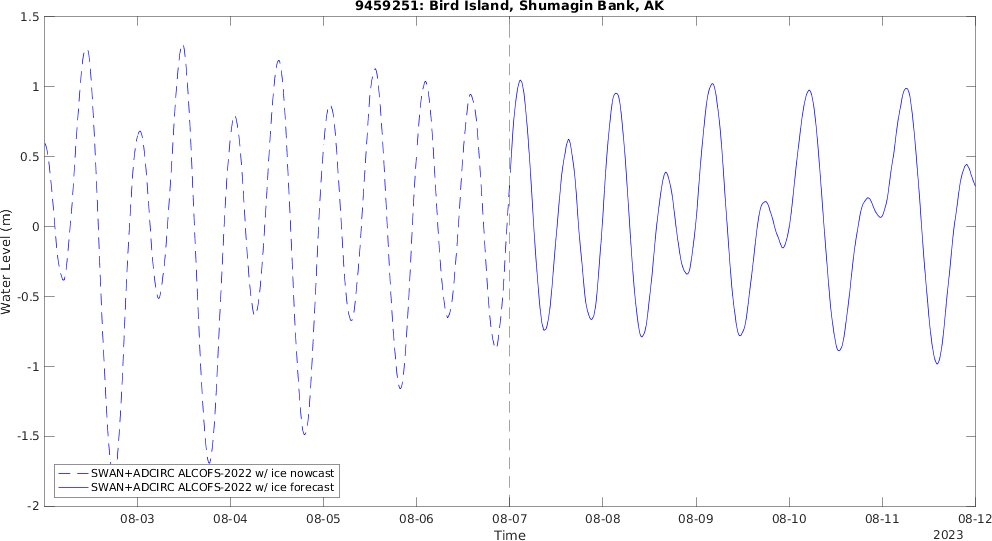 9459251: Bird Island, Shumagin Bank, AK
1.5
1
0.5
0
-0.5
-1
-1.5
-2
Water Level (m)
SWAN+ADCIRC ALCOFS-2022 w/ ice nowcast
SWAN+ADCIRC ALCOFS-2022 w/ ice forecast
08-03 08-04 08-05 08-06 08-07 08-08 08-09 08-10 08-11 08-12
Time
2023